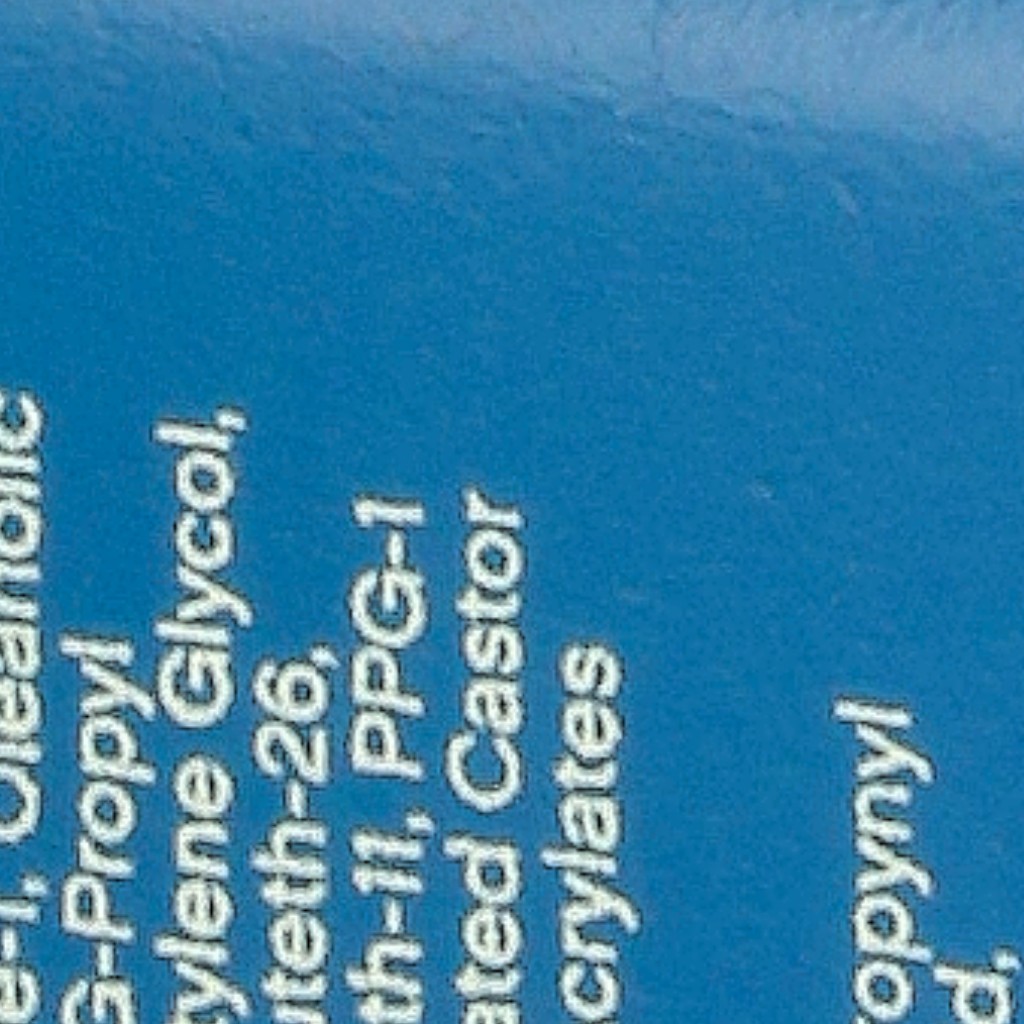 e-1, Oleanolic
G-Propyl
ylene Glycol,
uteth-26,
th-11, PPG-1
ated Castor
crylates
opynyl
d,